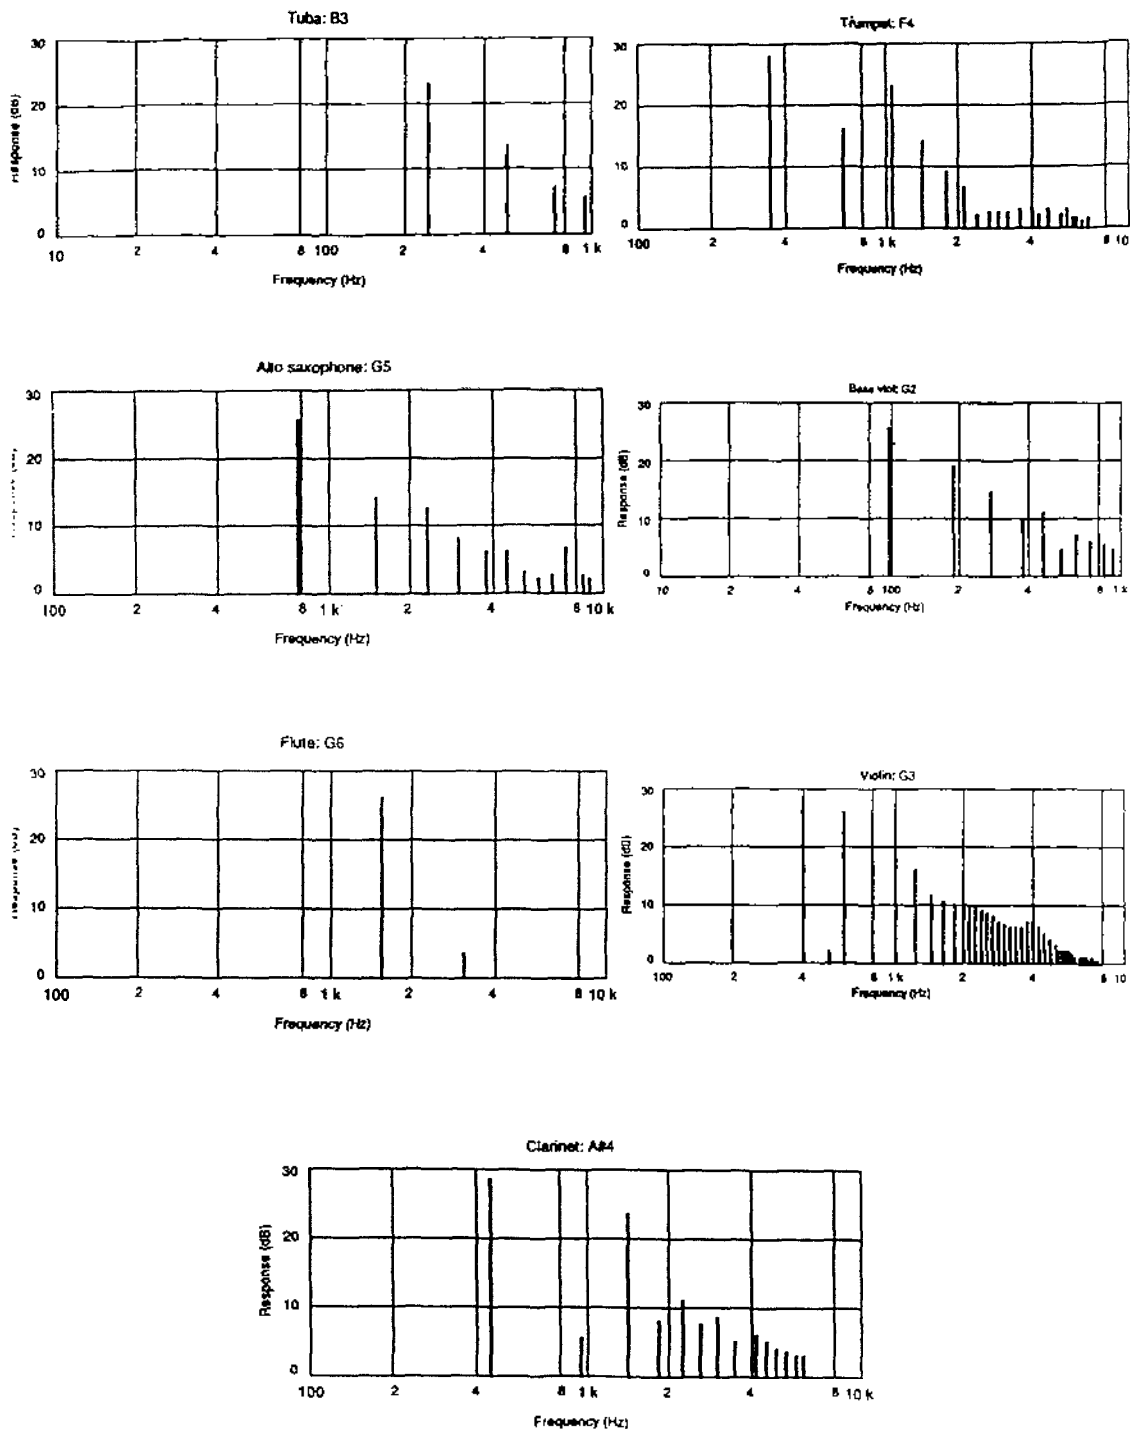 Tuba: B3
30
20
10
0
Response (dB)
10 2 4 8 100 2 4 8 1 k
Frequency (Hz)
Trumpet: F4
30
20
10
0
Response (dB)
100 2 4 8 1 k 2 4 8 10
Frequency (Hz)
Alto saxophone: G5
30
20
10
0
100 2 4 8 1 k 2 4 8 10 k
Frequency (Hz)
Bass viol: G2
30
20
10
0
Response (dB)
10 2 4 8 100 2 4 8 1 k
Frequency (Hz)
Flute: G6
30
20
10
0
Response (dB)
100 2 4 8 1 k 2 4 8 10 k
Frequency (Hz)
Violin: G3
30
20
10
0
Response (dB)
100 2 4 8 1 k 2 4 8 10
Frequency (Hz)
Clarinet: A#4
30
20
10
0
Response (dB)
100 2 4 8 1 k 2 4 8 10 k
Frequency (Hz)